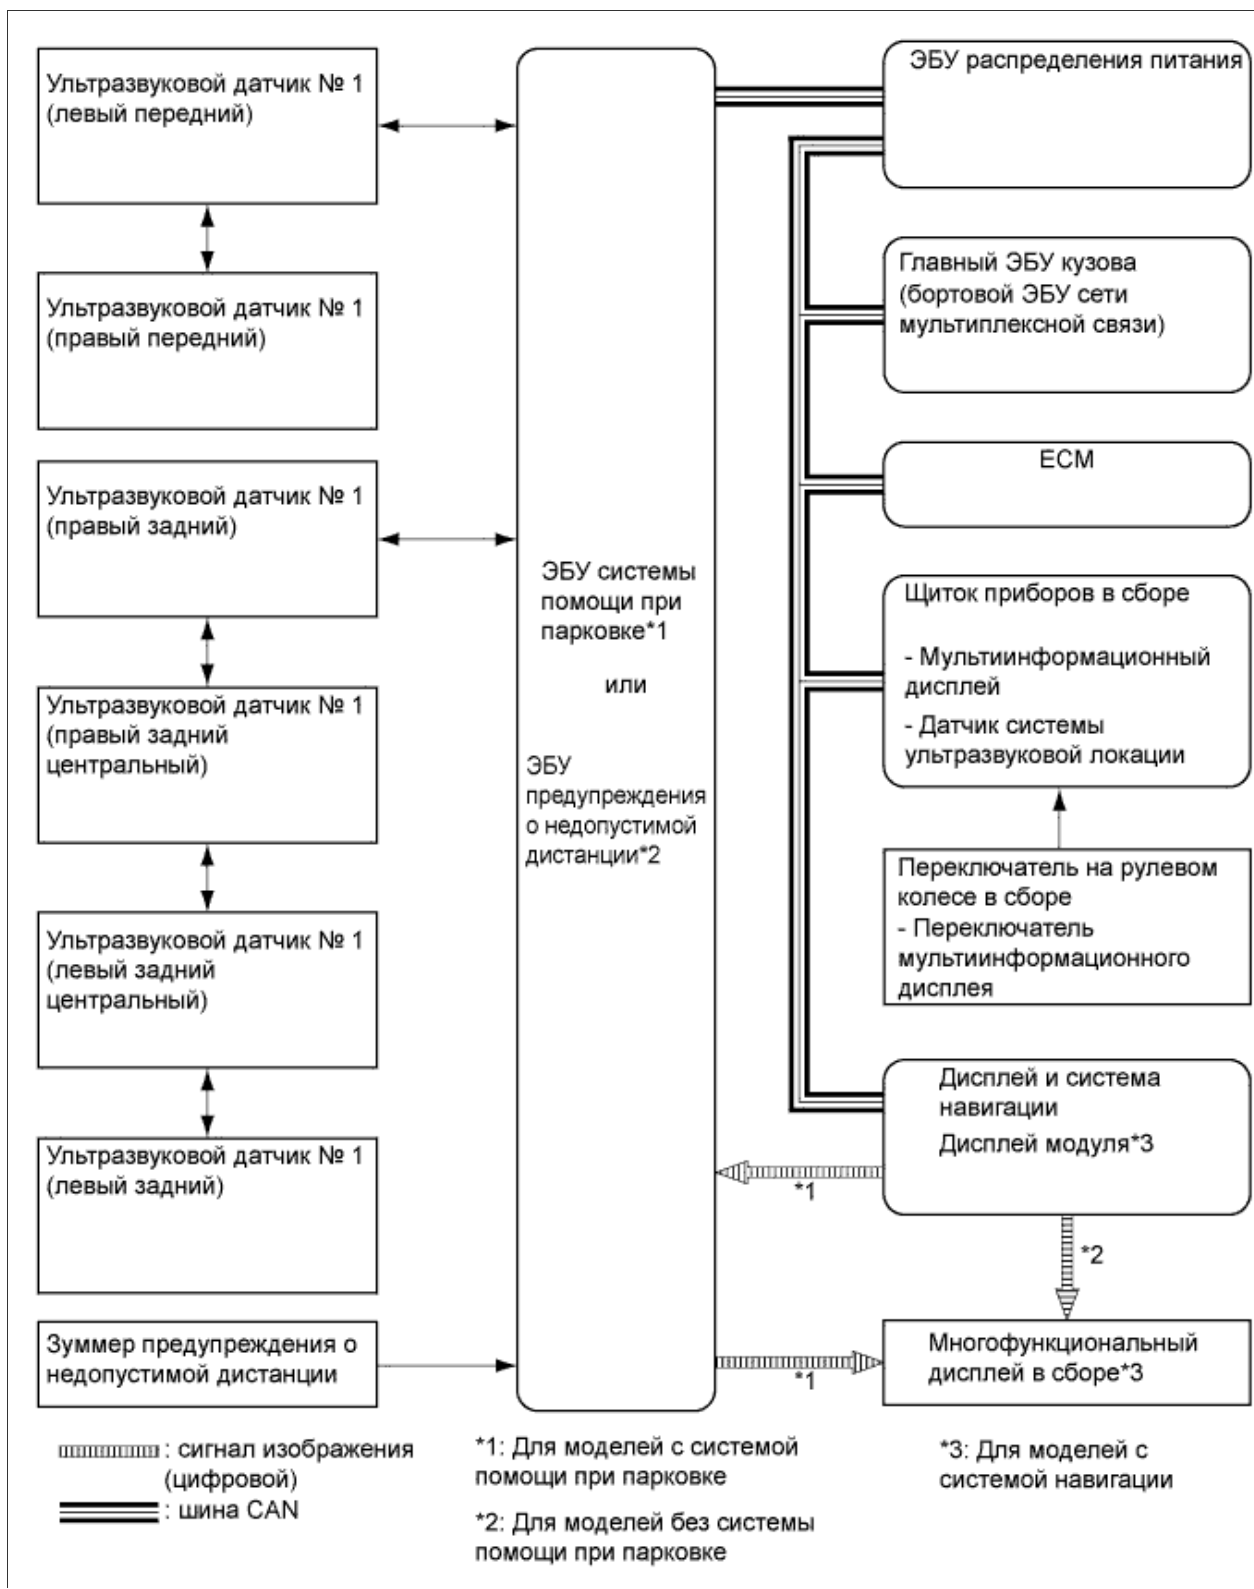 Ультразвуковой датчик № 1
(левый передний)
Ультразвуковой датчик № 1
(правый передний)
Ультразвуковой датчик № 1
(правый задний)
Ультразвуковой датчик № 1
(правый задний
центральный)
Ультразвуковой датчик № 1
(левый задний
центральный)
Ультразвуковой датчик № 1
(левый задний)
Зуммер предупреждения о
недопустимой дистанции
ЭБУ системы
помощи при
парковке*1
или
ЭБУ
предупреждения
о недопустимой
дистанции*2
ЭБУ распределения питания
Главный ЭБУ кузова
(бортовой ЭБУ сети
мультиплексной связи)
ECM
Щиток приборов в сборе
- Мультиинформационный
дисплей
- Датчик системы
ультразвуковой локации
Переключатель на рулевом
колесе в сборе
- Переключатель
мультиинформационного
дисплея
Дисплей и система
навигации
Дисплей модуля*3
*1
*2
Многофункциональный
дисплей в сборе*3
*1
: сигнал изображения
(цифровой)
: шина CAN
*1: Для моделей с системой
помощи при парковке
*2: Для моделей без системы
помощи при парковке
*3: Для моделей с
системой навигации